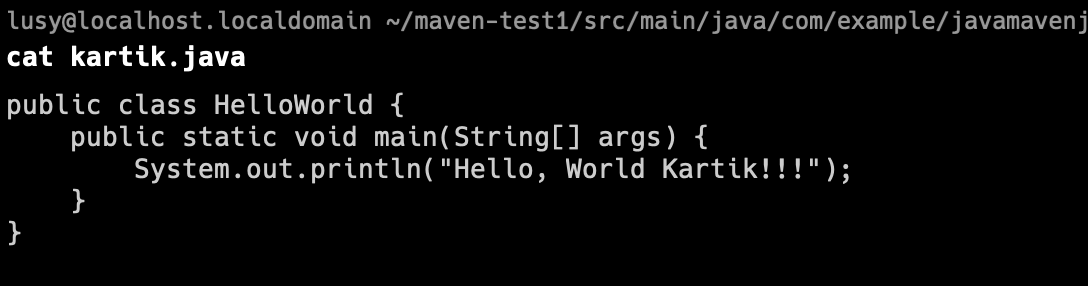 lusy@localhost.localdomain ~/maven-test1/src/main/java/com/example/javamavenj
cat kartik.java
public class HelloWorld {
    public static void main(String[] args) {
        System.out.println("Hello, World Kartik!!!");
    }
}